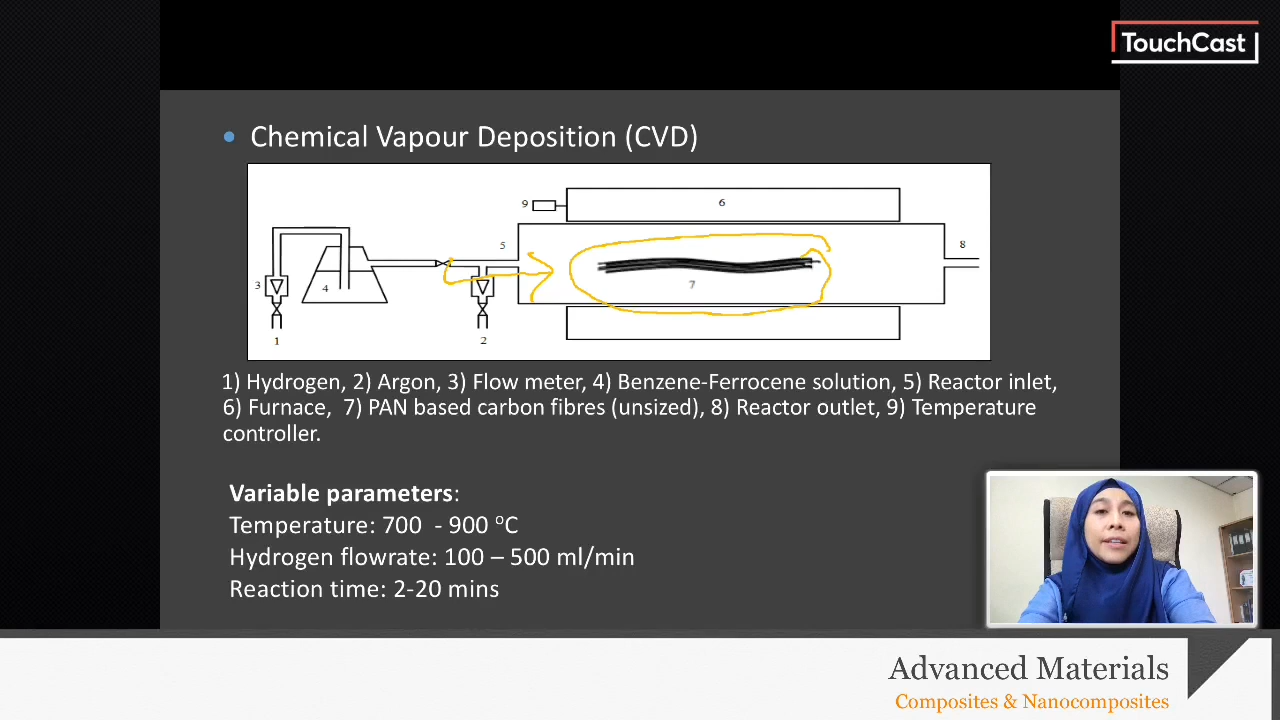 TouchCast
Chemical Vapour Deposition (CVD)
9
6
5
8
3
4
7
1
2
1) Hydrogen, 2) Argon, 3) Flow meter, 4) Benzene-Ferrocene solution, 5) Reactor inlet,
6) Furnace, 7) PAN based carbon fibres (unsized), 8) Reactor outlet, 9) Temperature
controller.
Variable parameters:
Temperature: 700 - 900 ºC
Hydrogen flowrate: 100 – 500 ml/min
Reaction time: 2-20 mins
Advanced Materials
Composites & Nanocomposites